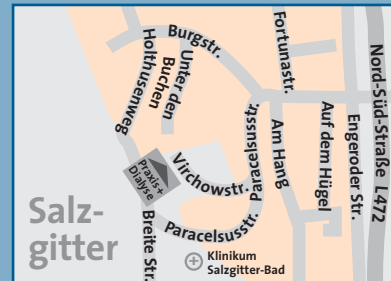 Burgstr.
Fortunastr.
Holthusenweg
Unter den
Buchen
Nord-Süd-Straße L472
Paracelsusstr.
Am Hang
Auf dem Hügel
Engeroder Str.
Praxis+
Dialyse
Virchowstr.
Salz-
gitter
Breite Str.
Paracelsusstr.
Klinikum
Salzgitter-Bad